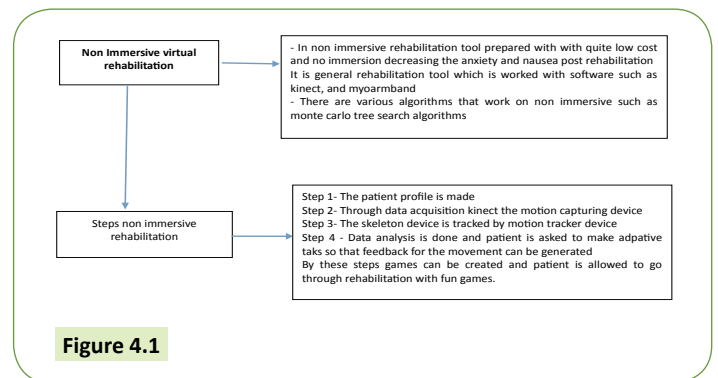 Non Immersive virtual
rehabilitation
- In non immersive rehabilitation tool prepared with with quite low cost
and no immersion decreasing the anxiety and nausea post rehabilitation
It is general rehabilitation tool which is worked with software such as
kinect, and myoarmband
- There are various algorithms that work on non immersive such as
monte carlo tree search algorithms
Steps non immersive
rehabilitation
Step 1- The patient profile is made
Step 2- Through data acquisition kinect the motion capturing device
Step 3- The skeleton device is tracked by motion tracker device
Step 4 - Data analysis is done and patient is asked to make adpative
taks so that feedback for the movement can be generated
By these steps games can be created and patient is allowed to go
through rehabilitation with fun games.
Figure 4.1